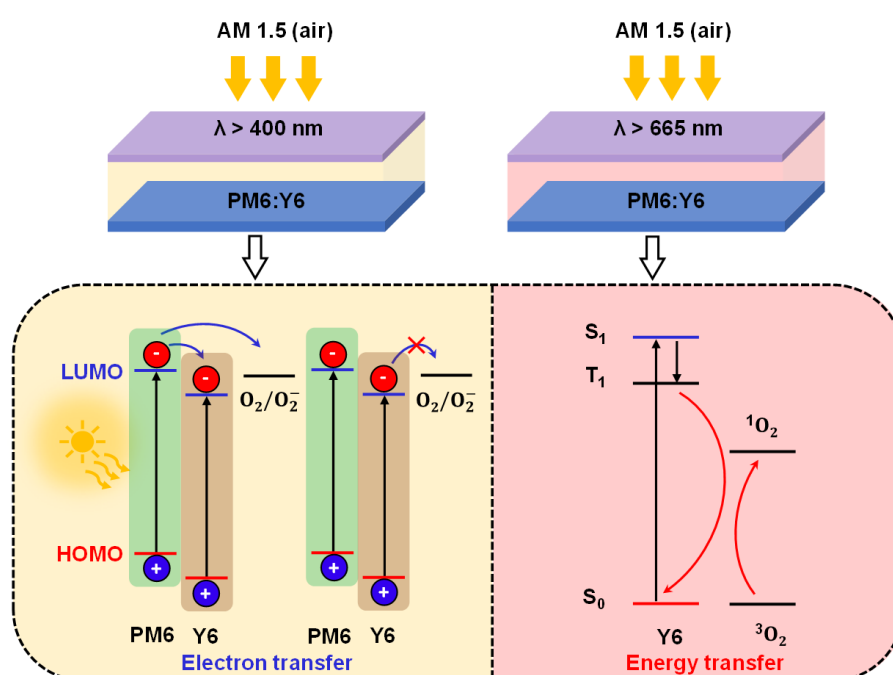 AM 1.5 (air)
λ > 400 nm
PM6:Y6
AM 1.5 (air)
λ > 665 nm
PM6:Y6
LUMO
HOMO
-
-
+
+
O₂/O₂⁻
PM6 Y6
-
-
+
+
O₂/O₂⁻
PM6 Y6
Electron transfer
S₁
T₁
S₀
¹O₂
³O₂
Y6
Energy transfer